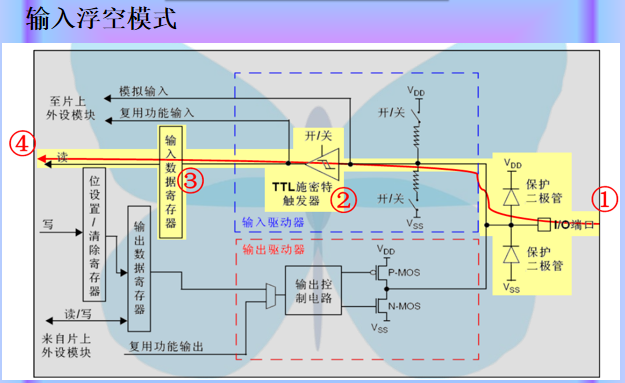 输入浮空模式
至片上
外设模块
模拟输入
复用功能输入
开/关
VDD
开/关
④
读
输
入
数
据
寄
存
器
③
TTL施密特
触发器
②
开/关
VSS
VDD
保护
二极管
①
I/O端口
保护
二极管
VSS
输入驱动器
写
位
设
置
/
清
除
寄
存
器
输
出
数
据
寄
存
器
输出驱动器
VDD
P-MOS
输出控
制电路
N-MOS
VSS
读/写
来自片上
外设模块
复用功能输出